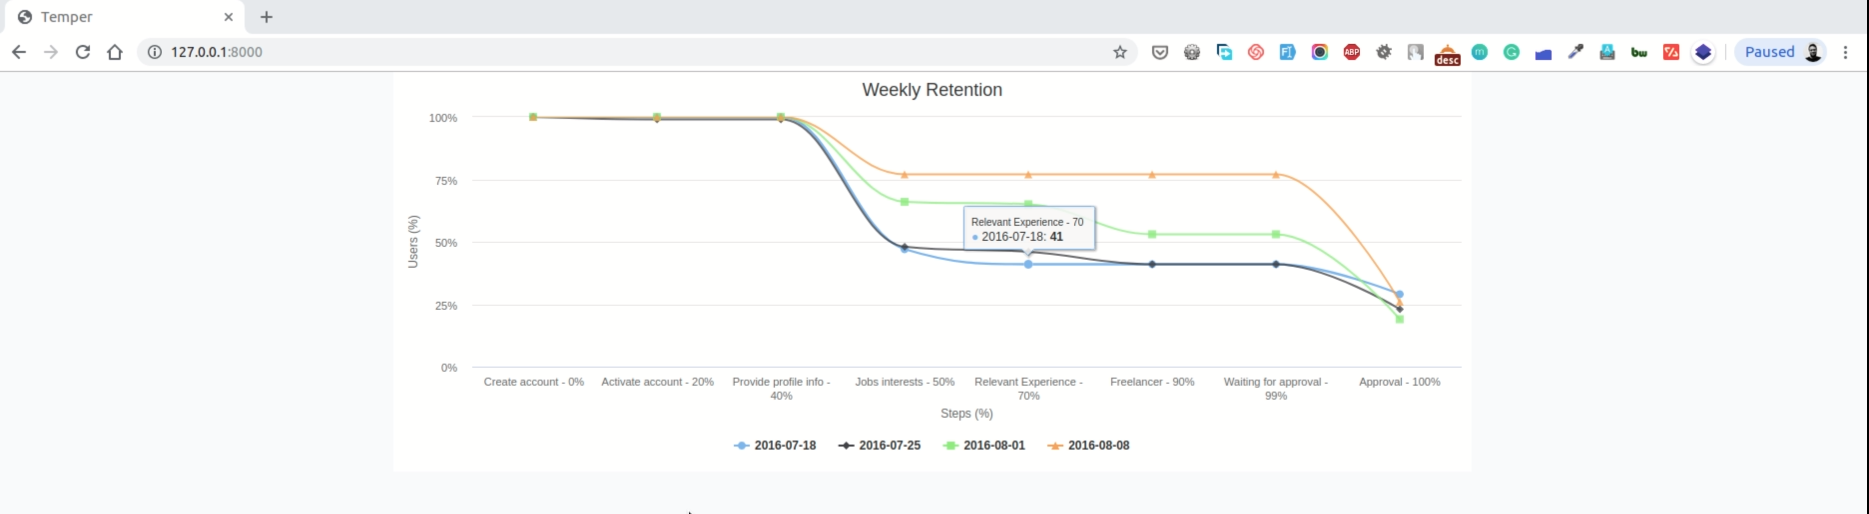 Temper
127.0.0.1:8000
ABP
desc
m
bw
Paused
Weekly Retention
100%
75%
50%
25%
0%
Users (%)
Relevant Experience - 70
2016-07-18: 41
Create account - 0%
Activate account - 20%
Provide profile info -
40%
Jobs interests - 50%
Relevant Experience -
70%
Freelancer - 90%
Waiting for approval -
99%
Approval - 100%
Steps (%)
2016-07-18
2016-07-25
2016-08-01
2016-08-08